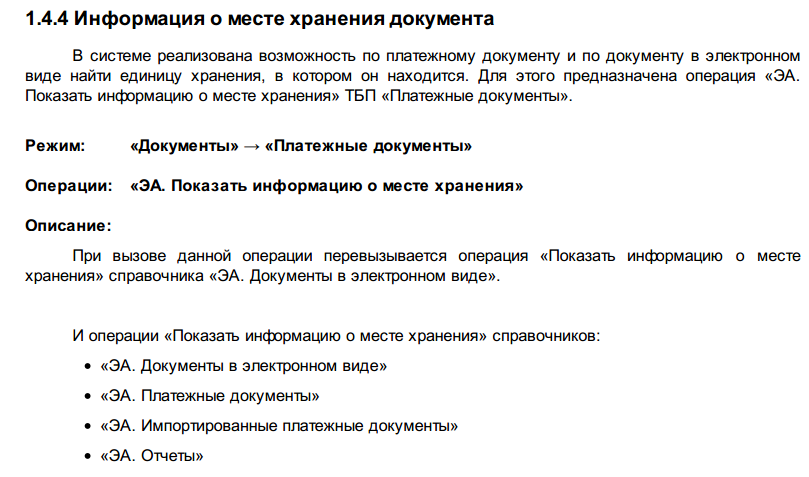 1.4.4 Информация о месте хранения документа
В системе реализована возможность по платежному документу и по документу в электронном
виде найти единицу хранения, в котором он находится. Для этого предназначена операция «ЭА.
Показать информацию о месте хранения» ТБП «Платежные документы».
Режим: «Документы» → «Платежные документы»
Операции: «ЭА. Показать информацию о месте хранения»
Описание:
При вызове данной операции перевызывается операция «Показать информацию о месте
хранения» справочника «ЭА. Документы в электронном виде».
И операции «Показать информацию о месте хранения» справочников:
• «ЭА. Документы в электронном виде»
• «ЭА. Платежные документы»
• «ЭА. Импортированные платежные документы»
• «ЭА. Отчеты»